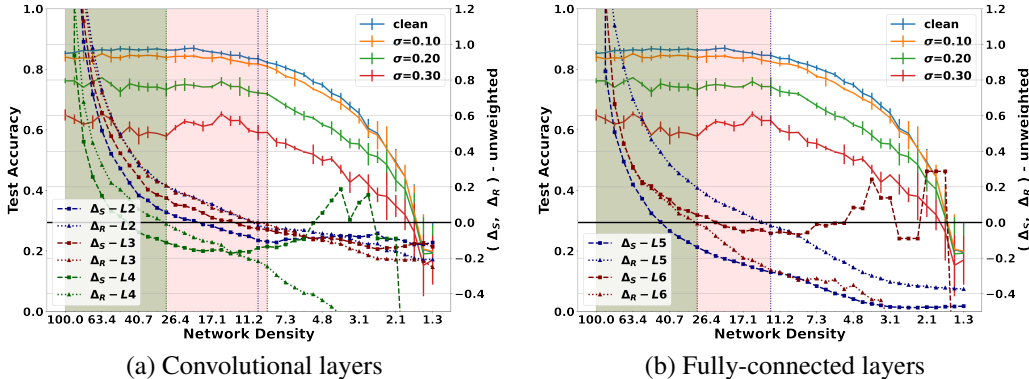 1.0
0.8
0.6
0.4
0.2
0.0
Test Accuracy
clean
σ=0.10
σ=0.20
σ=0.30
Δ_S − L2
Δ_R − L2
Δ_S − L3
Δ_R − L3
Δ_S − L4
Δ_R − L4
1.2
1.0
0.8
0.6
0.4
0.2
0.0
−0.2
−0.4
( Δ_S, Δ_R ) - unweighted
100.0 63.4 40.7 26.4 17.1 11.2 7.3 4.8 3.1 2.1 1.3
Network Density
(a) Convolutional layers
1.0
0.8
0.6
0.4
0.2
0.0
Test Accuracy
clean
σ=0.10
σ=0.20
σ=0.30
Δ_S − L5
Δ_R − L5
Δ_S − L6
Δ_R − L6
1.2
1.0
0.8
0.6
0.4
0.2
0.0
−0.2
−0.4
( Δ_S, Δ_R ) - unweighted
100.0 63.4 40.7 26.4 17.1 11.2 7.3 4.8 3.1 2.1 1.3
Network Density
(b) Fully-connected layers